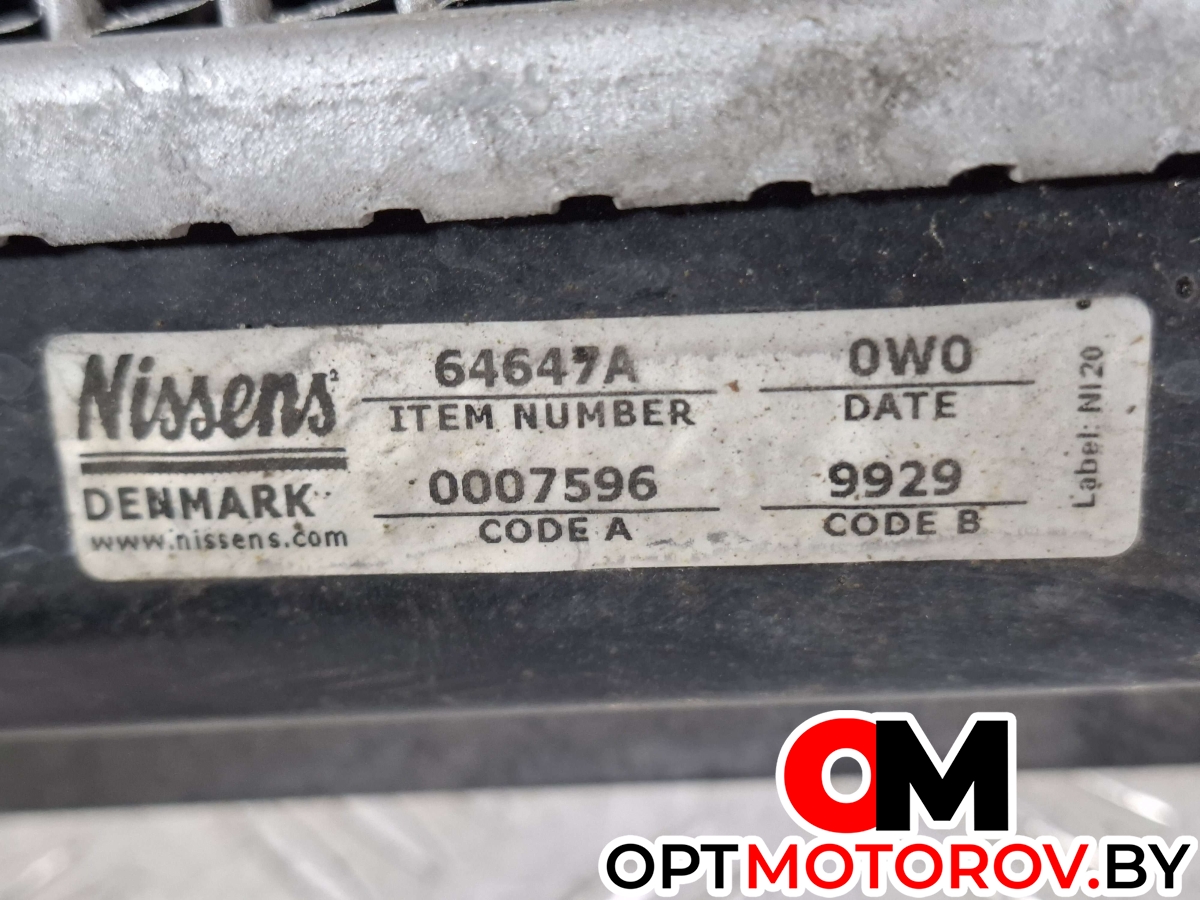 Nissens
DENMARK
www.nissens.com
64647A
ITEM NUMBER
0007596
CODE A
0W0
DATE
9929
CODE B
Label: NI 20
OM
OPTMOTOROV.BY